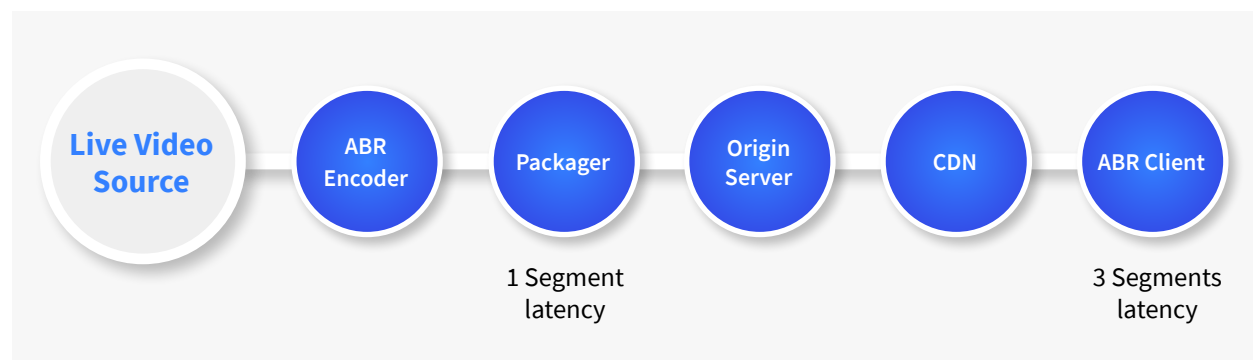 Live Video
Source
ABR
Encoder
Packager
Origin
Server
CDN
ABR Client
1 Segment
latency
3 Segments
latency